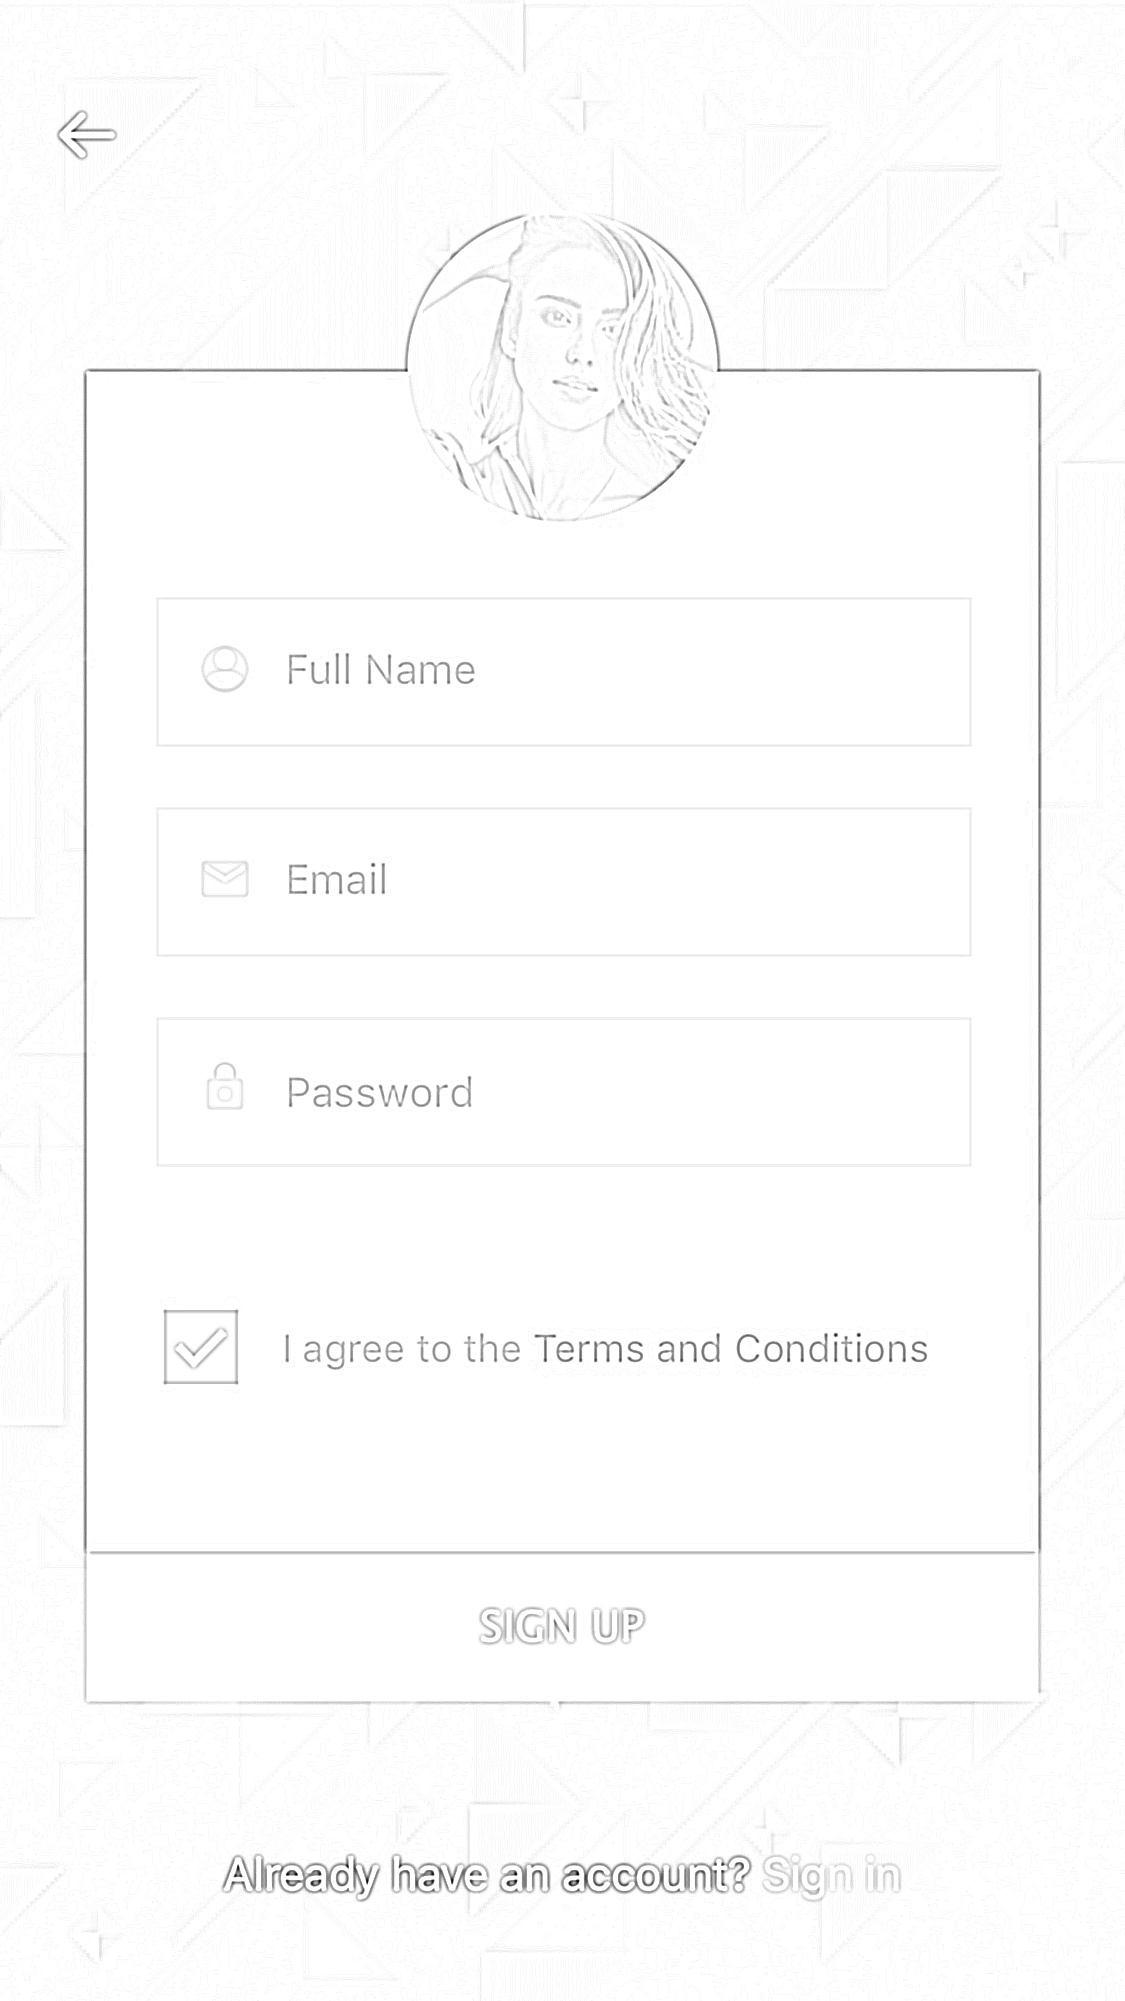 Full Name
Email
Password
I agree to the Terms and Conditions
SIGN UP
Already have an account? Sign in